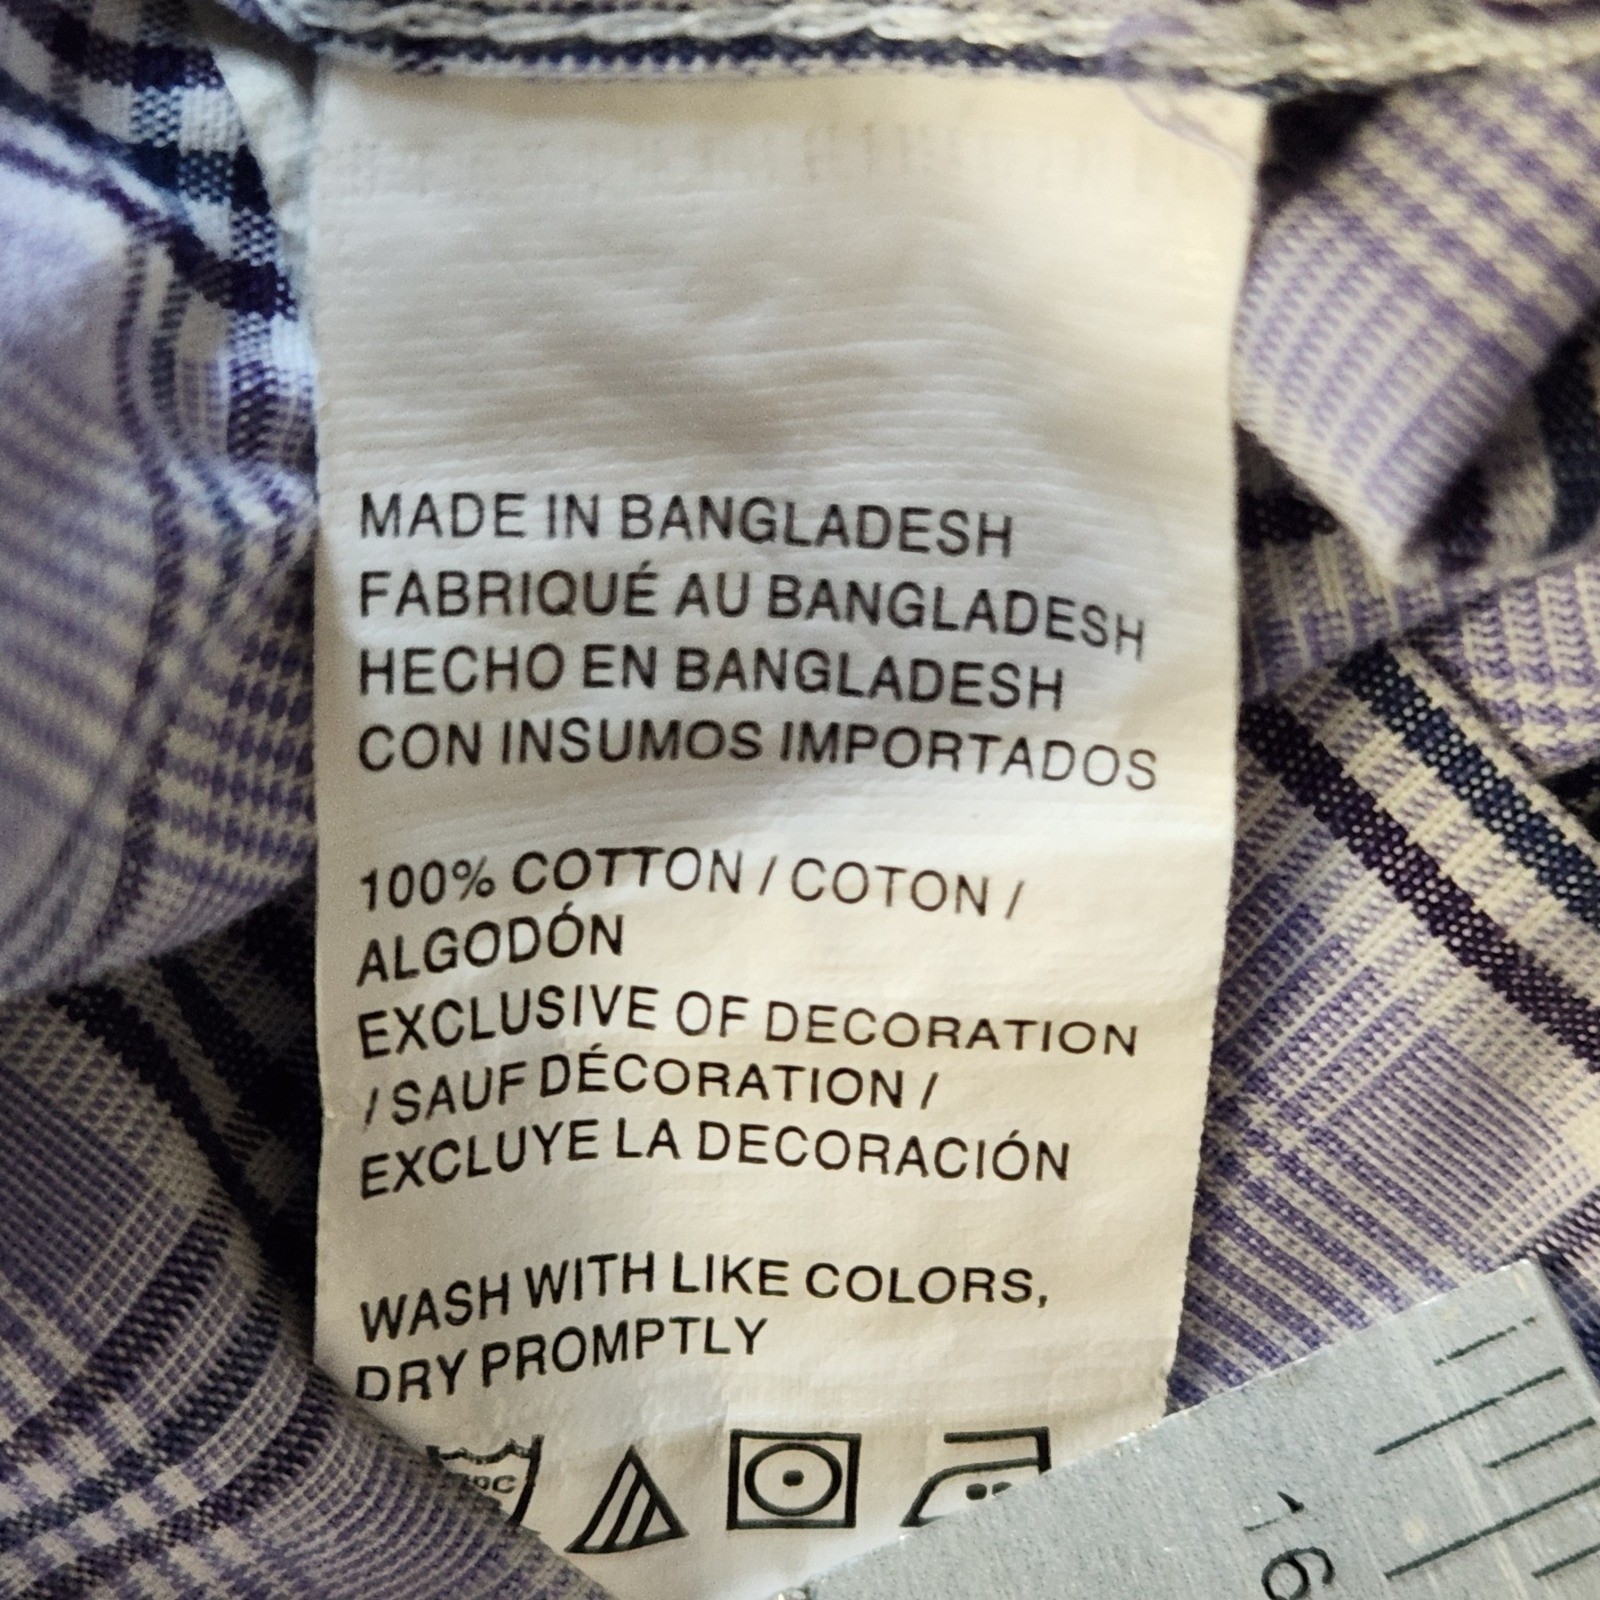 MADE IN BANGLADESH
FABRIQUÉ AU BANGLADESH
HECHO EN BANGLADESH
CON INSUMOS IMPORTADOS
100% COTTON / COTON /
ALGODÓN
EXCLUSIVE OF DECORATION
/ SAUF DÉCORATION /
EXCLUYE LA DECORACIÓN
WASH WITH LIKE COLORS,
DRY PROMPTLY
16